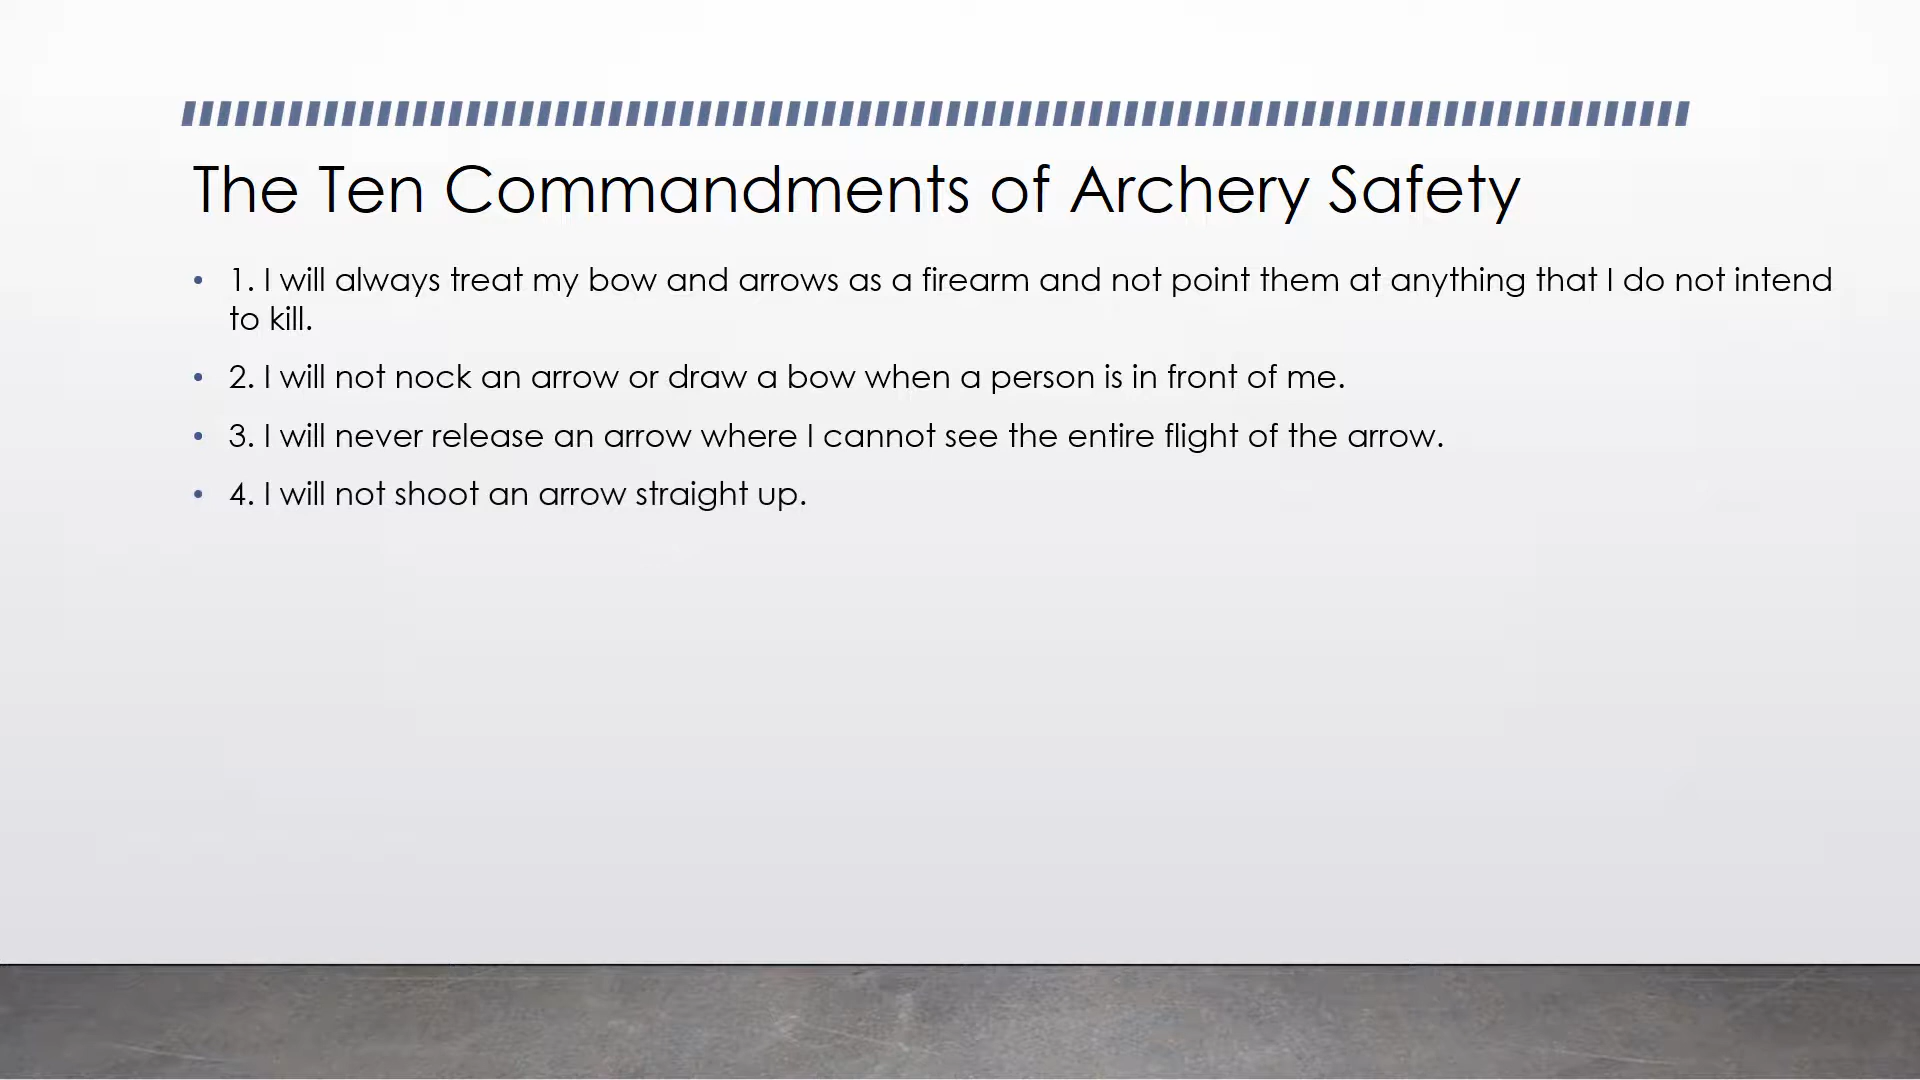 The Ten Commandments of Archery Safety
• 1. I will always treat my bow and arrows as a firearm and not point them at anything that I do not intend
to kill.
• 2. I will not nock an arrow or draw a bow when a person is in front of me.
• 3. I will never release an arrow where I cannot see the entire flight of the arrow.
• 4. I will not shoot an arrow straight up.